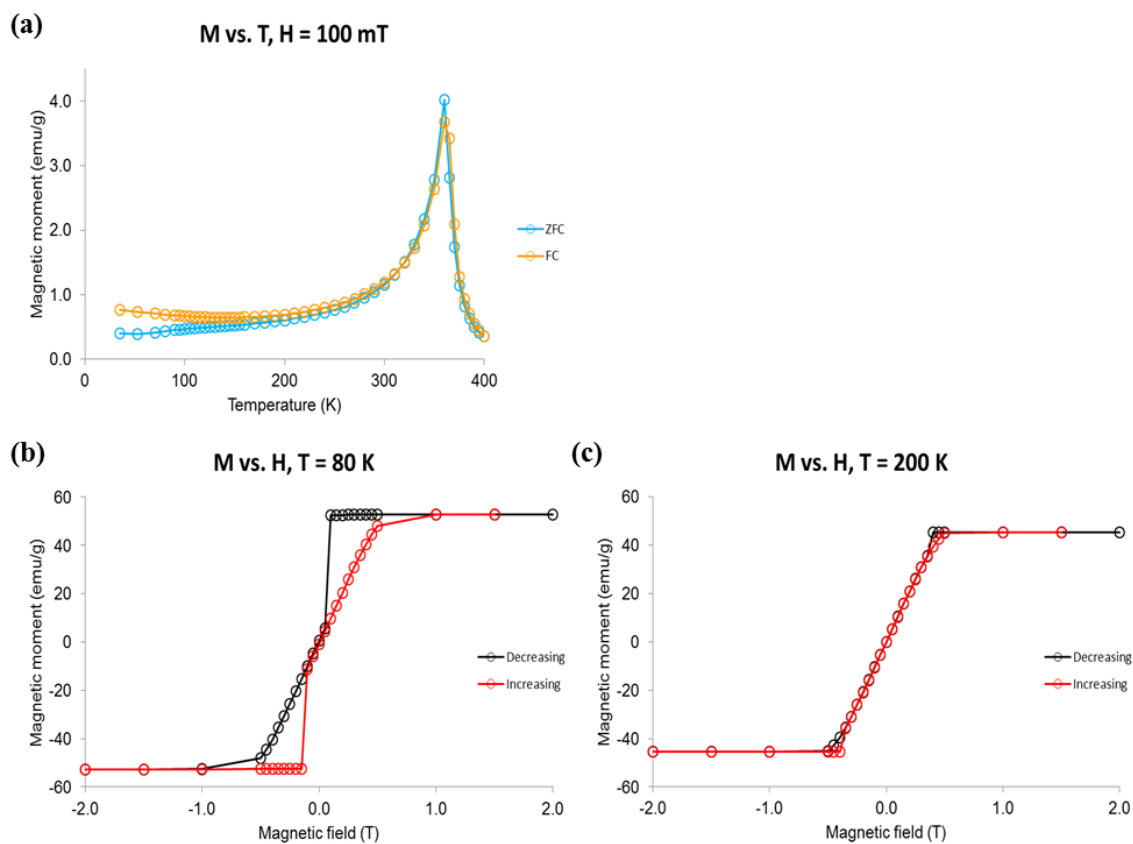 (a)
M vs. T, H = 100 mT
Magnetic moment (emu/g)
4.0
3.0
2.0
1.0
0.0
0
100
200
300
400
Temperature (K)
ZFC
FC
(b)
M vs. H, T = 80 K
Magnetic moment (emu/g)
60
40
20
0
-20
-40
-60
-2.0
-1.0
0.0
1.0
2.0
Magnetic field (T)
Decreasing
Increasing
(c)
M vs. H, T = 200 K
Magnetic moment (emu/g)
60
40
20
0
-20
-40
-60
-2.0
-1.0
0.0
1.0
2.0
Magnetic field (T)
Decreasing
Increasing